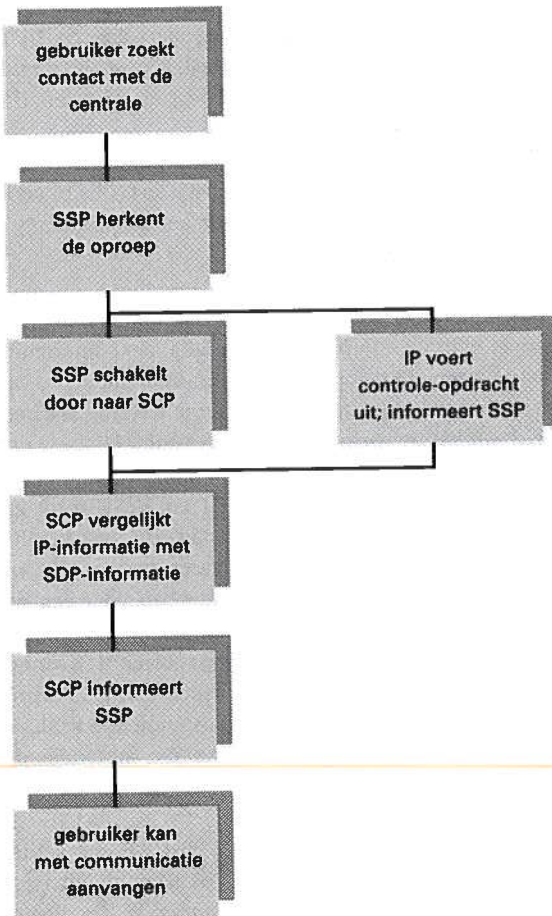 gebruiker zoekt
contact met de
centrale
SSP herkent
de oproep
SSP schakelt
door naar SCP
IP voert
controle-opdracht
uit; informeert SSP
SCP vergelijkt
IP-informatie met
SDP-informatie
SCP informeert
SSP
gebruiker kan
met communicatie
aanvangen